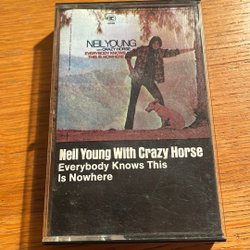 NEIL YOUNG
with CRAZY HORSE
EVERYBODY KNOWS
THIS IS NOWHERE
Neil Young With Crazy Horse
Everybody Knows This
Is Nowhere